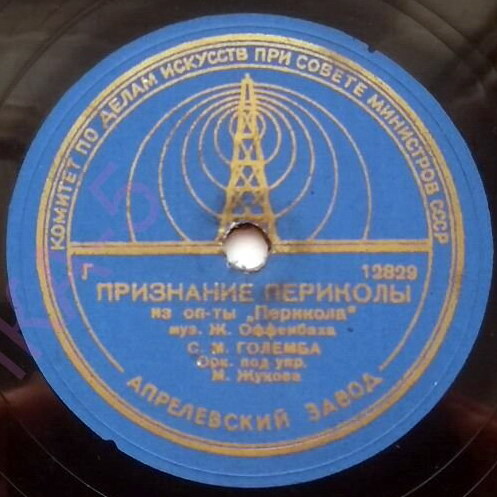 КОМИТЕТ ПО ДЕЛАМ ИСКУССТВ ПРИ СОВЕТЕ МИНИСТРОВ СССР
Г 12829
ПРИЗНАНИЕ ПЕРИКОЛЫ
из оп-ты „Перикола"
муз. Ж. Оффенбаха
С. М. ГОЛЕМБА
Орк. под упр.
М. Жукова
АПРЕЛЕВСКИЙ ЗАВОД